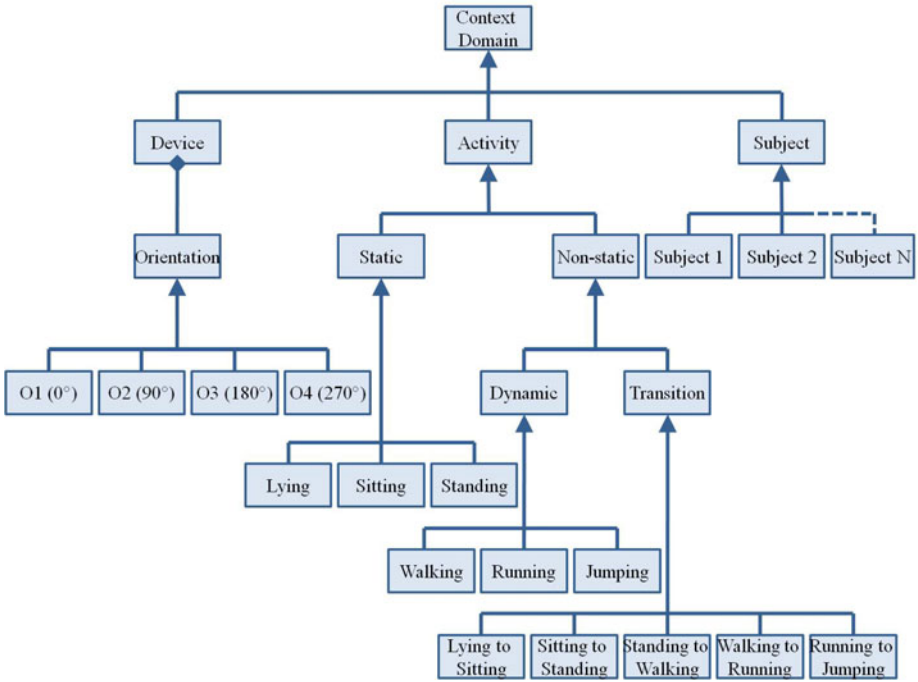 Context
Domain
Device
Activity
Subject
Orientation
Static
Non-static
Subject 1
Subject 2
Subject N
O1 (0°)
O2 (90°)
O3 (180°)
O4 (270°)
Dynamic
Transition
Lying
Sitting
Standing
Walking
Running
Jumping
Lying to
Sitting
Sitting to
Standing
Standing to
Walking
Walking to
Running
Running to
Jumping